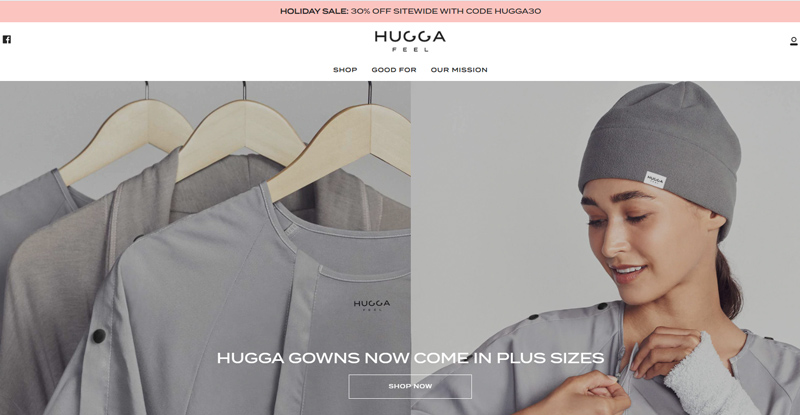 HOLIDAY SALE: 30% OFF SITEWIDE WITH CODE HUGGA30
HUGGA
FEEL
SHOP GOOD FOR OUR MISSION
HUGGA
HUGGA
FEEL
HUGGA GOWNS NOW COME IN PLUS SIZES
SHOP NOW